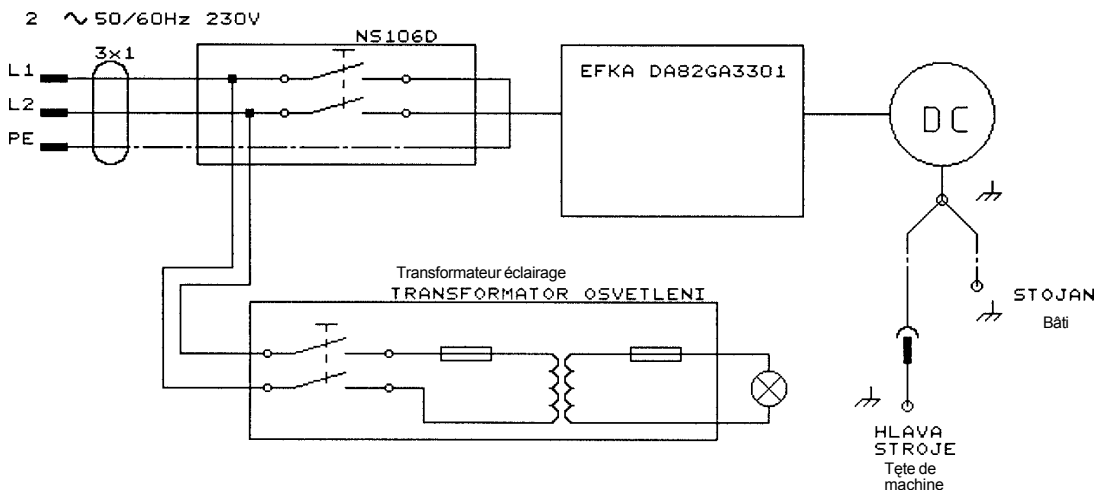 2 ∿ 50/60Hz 230V
NS106D
3x1
L1
L2
PE
EFKA DA82GA3301
DC
Transformateur éclairage
TRANSFORMATOR OSVETLENI
STOJAN
Bâti
HLAVA
STROJE
Tęte de
machine